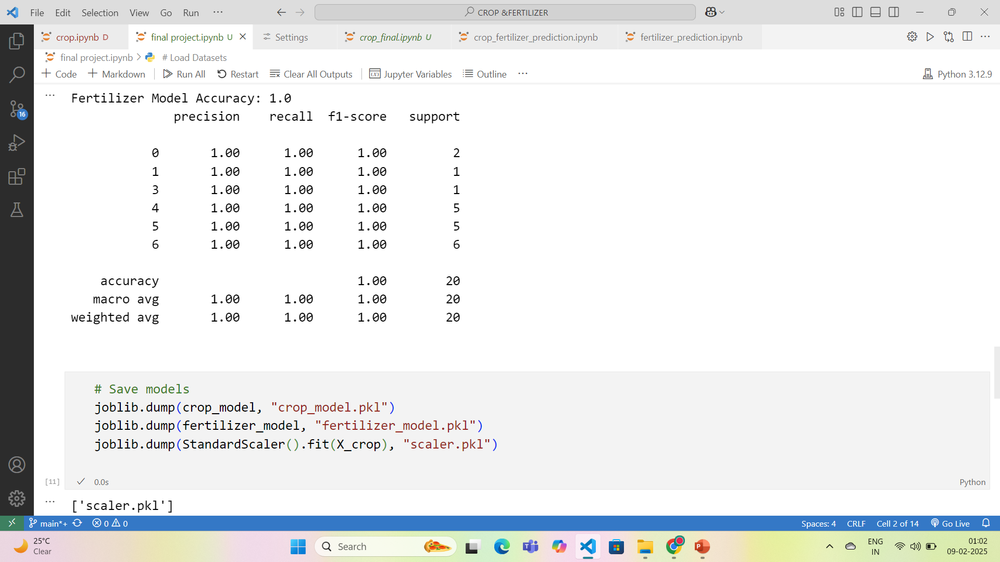 File Edit Selection View Go Run ···
CROP &FERTILIZER
crop.ipynb D
final project.ipynb U
Settings
crop_final.ipynb U
crop_fertilizer_prediction.ipynb
fertilizer_prediction.ipynb
final project.ipynb > # Load Datasets
+ Code + Markdown Run All Restart Clear All Outputs Jupyter Variables Outline ··· Python 3.12.9
Fertilizer Model Accuracy: 1.0
precision recall f1-score support
0 1.00 1.00 1.00 2
1 1.00 1.00 1.00 1
3 1.00 1.00 1.00 1
4 1.00 1.00 1.00 5
5 1.00 1.00 1.00 5
6 1.00 1.00 1.00 6
accuracy 1.00 20
macro avg 1.00 1.00 1.00 20
weighted avg 1.00 1.00 1.00 20
16
# Save models
joblib.dump(crop_model, "crop_model.pkl")
joblib.dump(fertilizer_model, "fertilizer_model.pkl")
joblib.dump(StandardScaler().fit(X_crop), "scaler.pkl")
[11] 0.0s Python
['scaler.pkl']
main*+ 0 0 Spaces: 4 CRLF Cell 2 of 14 Go Live
25°C
Clear
Search
ENG
IN
01:02
09-02-2025